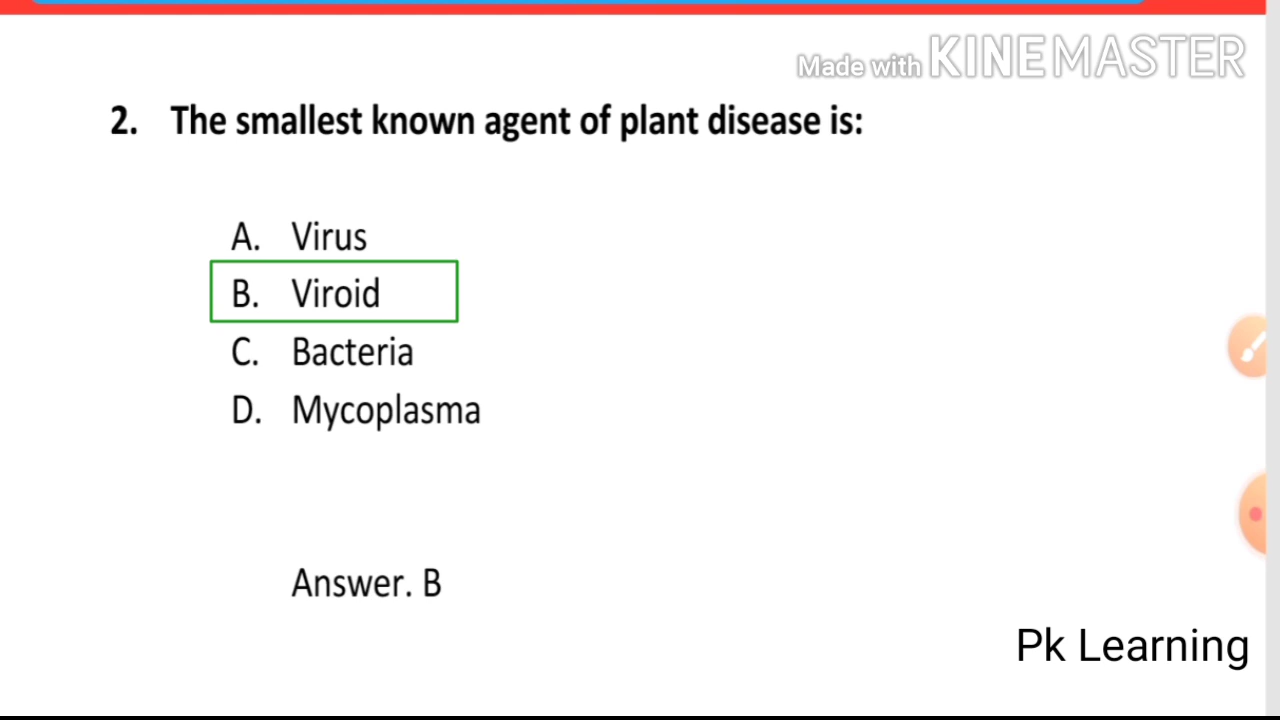 Made with KINEMASTER
2. The smallest known agent of plant disease is:
A. Virus
B. Viroid
C. Bacteria
D. Mycoplasma
Answer. B
Pk Learning